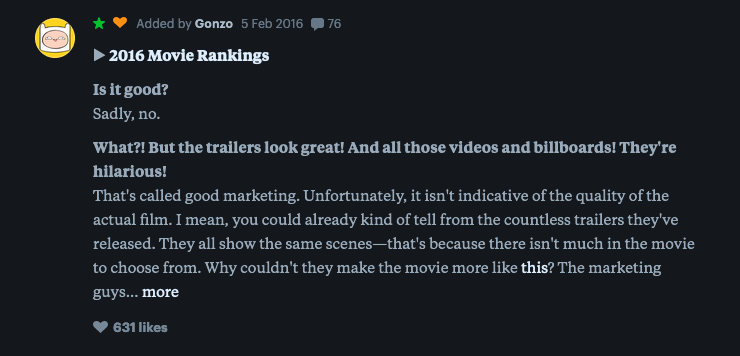 Added by Gonzo 5 Feb 2016 76
2016 Movie Rankings
Is it good?
Sadly, no.
What?! But the trailers look great! And all those videos and billboards! They're
hilarious!
That's called good marketing. Unfortunately, it isn't indicative of the quality of the
actual film. I mean, you could already kind of tell from the countless trailers they've
released. They all show the same scenes—that's because there isn't much in the movie
to choose from. Why couldn't they make the movie more like this? The marketing
guys... more
631 likes